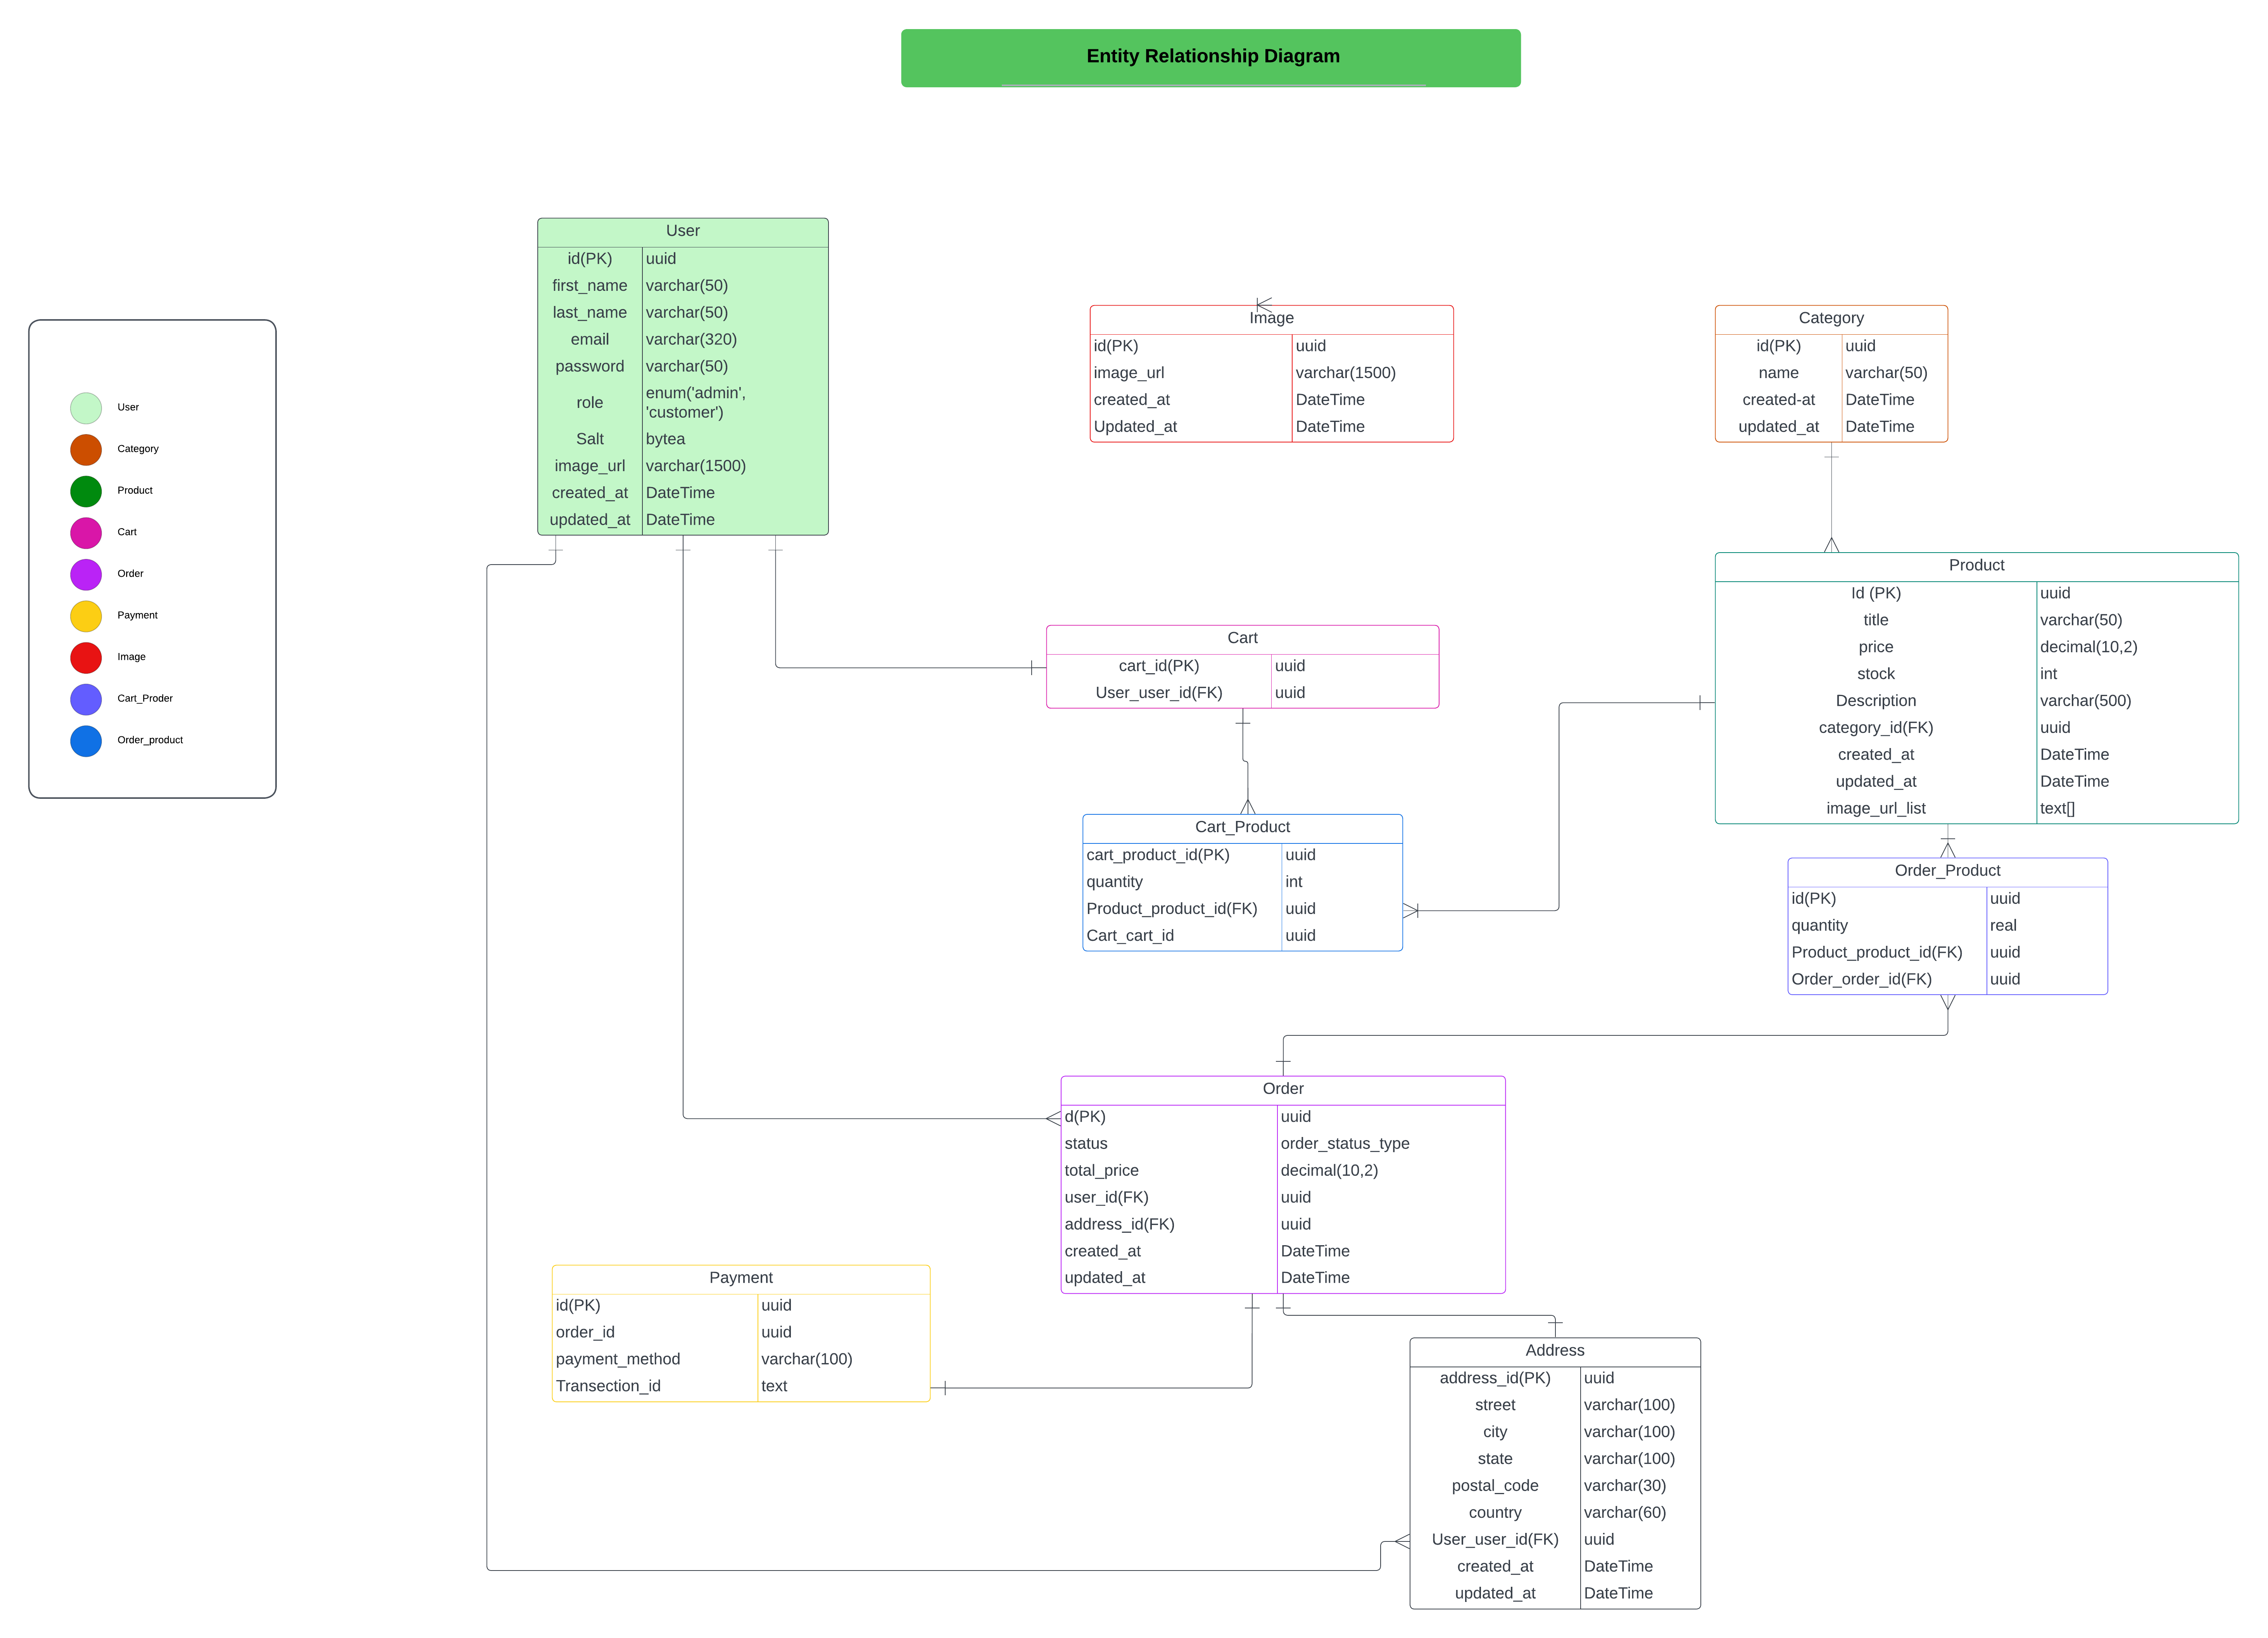 Entity Relationship Diagram
User
id(PK) uuid
first_name varchar(50)
last_name varchar(50)
email varchar(320)
password varchar(50)
role enum('admin',
'customer')
Salt bytea
image_url varchar(1500)
created_at DateTime
updated_at DateTime
Image
id(PK) uuid
image_url varchar(1500)
created_at DateTime
Updated_at DateTime
Category
id(PK) uuid
name varchar(50)
created-at DateTime
updated_at DateTime
User
Category
Product
Cart
Order
Payment
Image
Cart_Proder
Order_product
Product
Id (PK) uuid
title varchar(50)
price decimal(10,2)
stock int
Description varchar(500)
category_id(FK) uuid
created_at DateTime
updated_at DateTime
image_url_list text[]
Cart
cart_id(PK) uuid
User_user_id(FK) uuid
Cart_Product
cart_product_id(PK) uuid
quantity int
Product_product_id(FK) uuid
Cart_cart_id uuid
Order_Product
id(PK) uuid
quantity real
Product_product_id(FK) uuid
Order_order_id(FK) uuid
Order
d(PK) uuid
status order_status_type
total_price decimal(10,2)
user_id(FK) uuid
address_id(FK) uuid
created_at DateTime
updated_at DateTime
Payment
id(PK) uuid
order_id uuid
payment_method varchar(100)
Transection_id text
Address
address_id(PK) uuid
street varchar(100)
city varchar(100)
state varchar(100)
postal_code varchar(30)
country varchar(60)
User_user_id(FK) uuid
created_at DateTime
updated_at DateTime